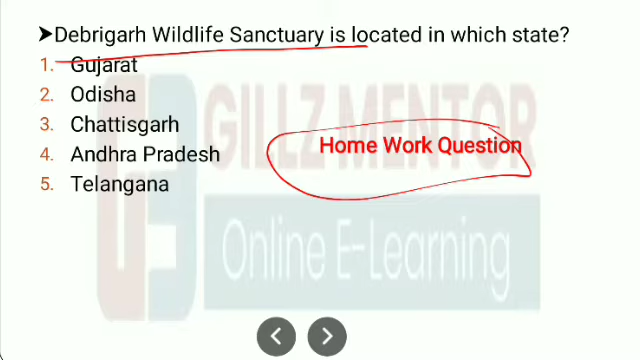 ➤Debrigarh Wildlife Sanctuary is located in which state?
1. Gujarat
2. Odisha
3. Chattisgarh
4. Andhra Pradesh
5. Telangana
Home Work Question
GILLZ MENTOR
Online E-Learning